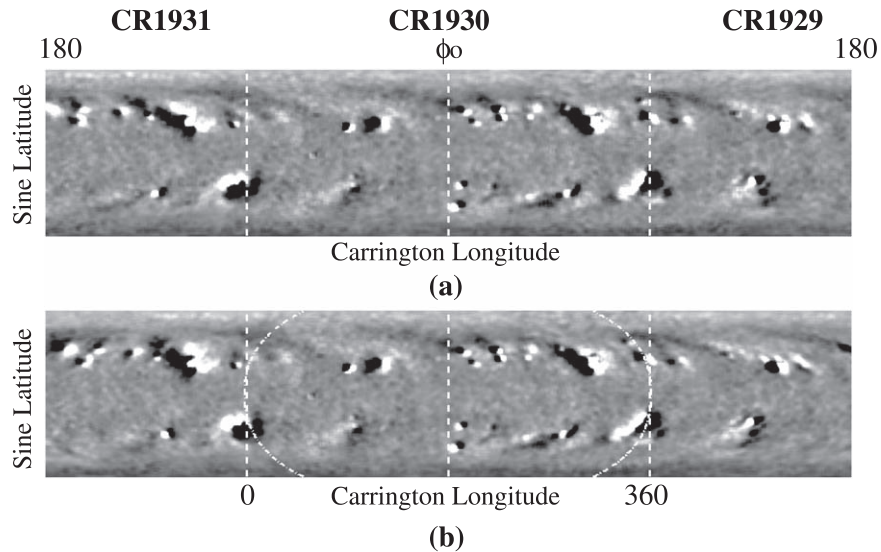 CR1931 CR1930 CR1929
180 ϕo 180
Sine Latitude
Carrington Longitude
(a)
Sine Latitude
0 Carrington Longitude 360
(b)